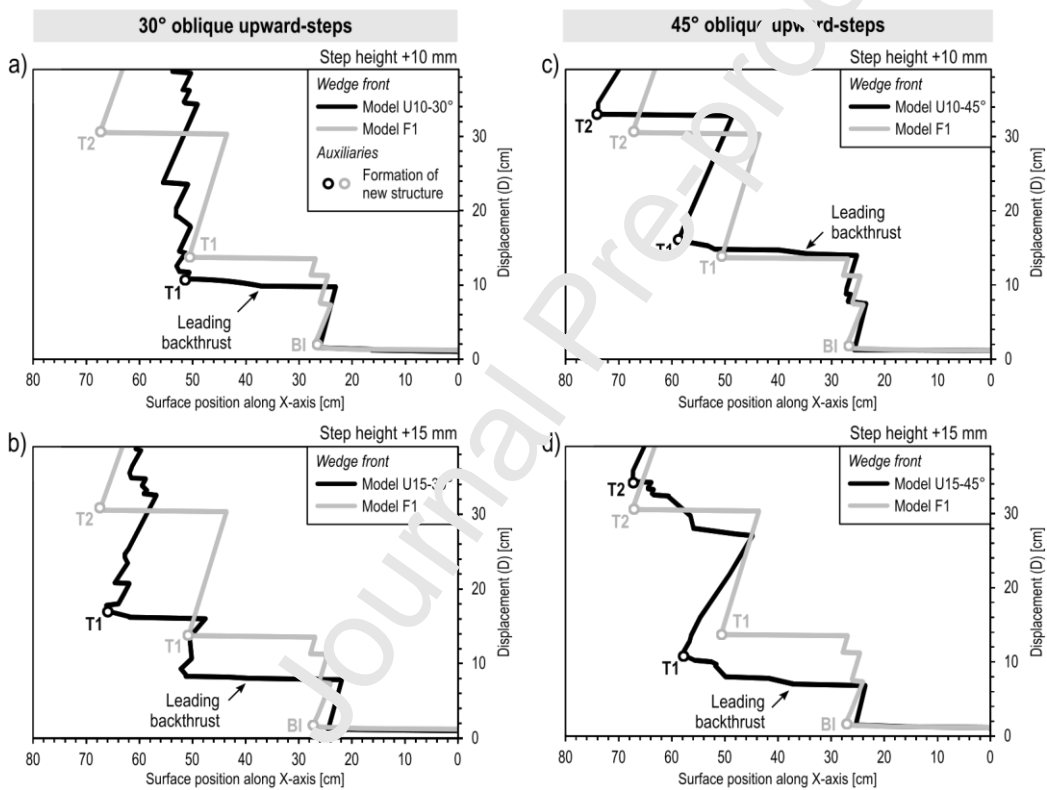 30° oblique upward-steps
45° oblique upward-steps
a)
Step height +10 mm
Wedge front
Model U10-30°
Model F1
Auxiliaries
Formation of
new structure
T2
T1
T1
Leading
backthrust
BI
30
20
10
0
Displacement (D) [cm]
80 70 60 50 40 30 20 10 0
Surface position along X-axis [cm]
c)
Step height +10 mm
Wedge front
Model U10-45°
Model F1
T2
T2
Leading
backthrust
T1
T1
BI
30
20
10
0
Displacement (D) [cm]
80 70 60 50 40 30 20 10 0
Surface position along X-axis [cm]
b)
Step height +15 mm
Wedge front
Model U15-3
Model F1
T2
T1
T1
Leading
backthrust
BI
30
20
10
0
Displacement (D) [cm]
80 70 60 50 40 30 20 10 0
Surface position along X-axis [cm]
d)
Step height +15 mm
Wedge front
Model U15-45°
Model F1
T2
T2
T1
T1
Leading
backthrust
BI
30
20
10
0
Displacement (D) [cm]
80 70 60 50 40 30 20 10 0
Surface position along X-axis [cm]
Journal Pre-proo